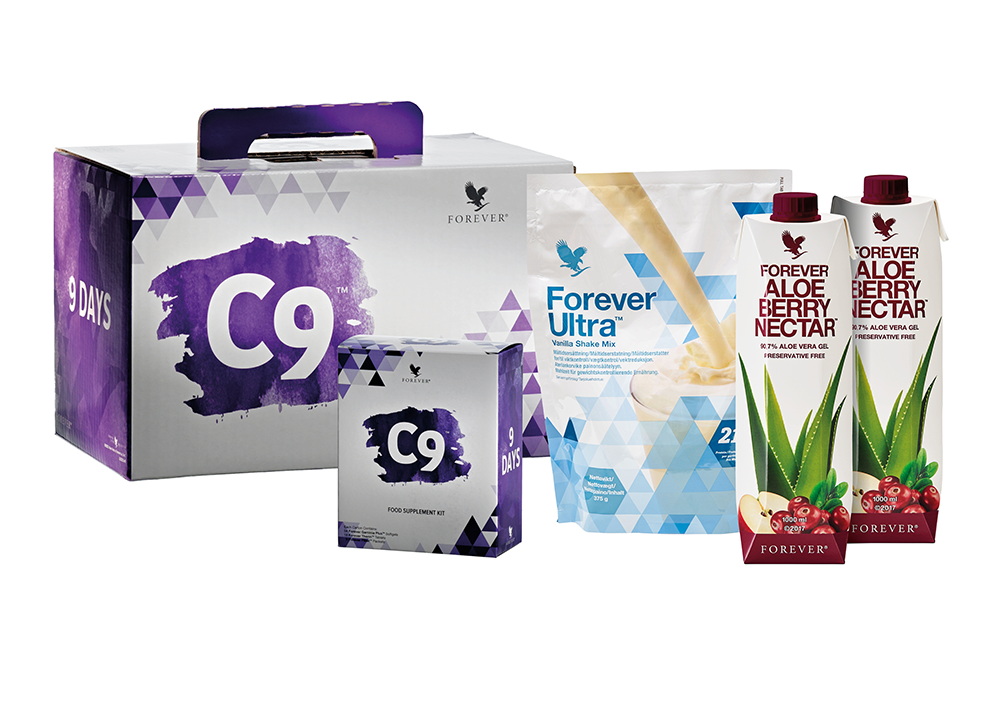 FOREVER®
9 DAYS
C9™
FOREVER®
C9
9
DAYS
FOOD SUPPLEMENT KIT
Forever
Ultra™
Vanilla Shake Mix
Nettovikt/
Nettovægt/
375 g
FOREVER
ALOE
BERRY
NECTAR™
90.7% ALOE VERA GEL
PRESERVATIVE FREE
1000 ml
©2017
FOREVER®
FOREVER
ALOE
BERRY
NECTAR™
ALOE VERA GEL
PRESERVATIVE FREE
1000 ml
©2017
FOREVER®